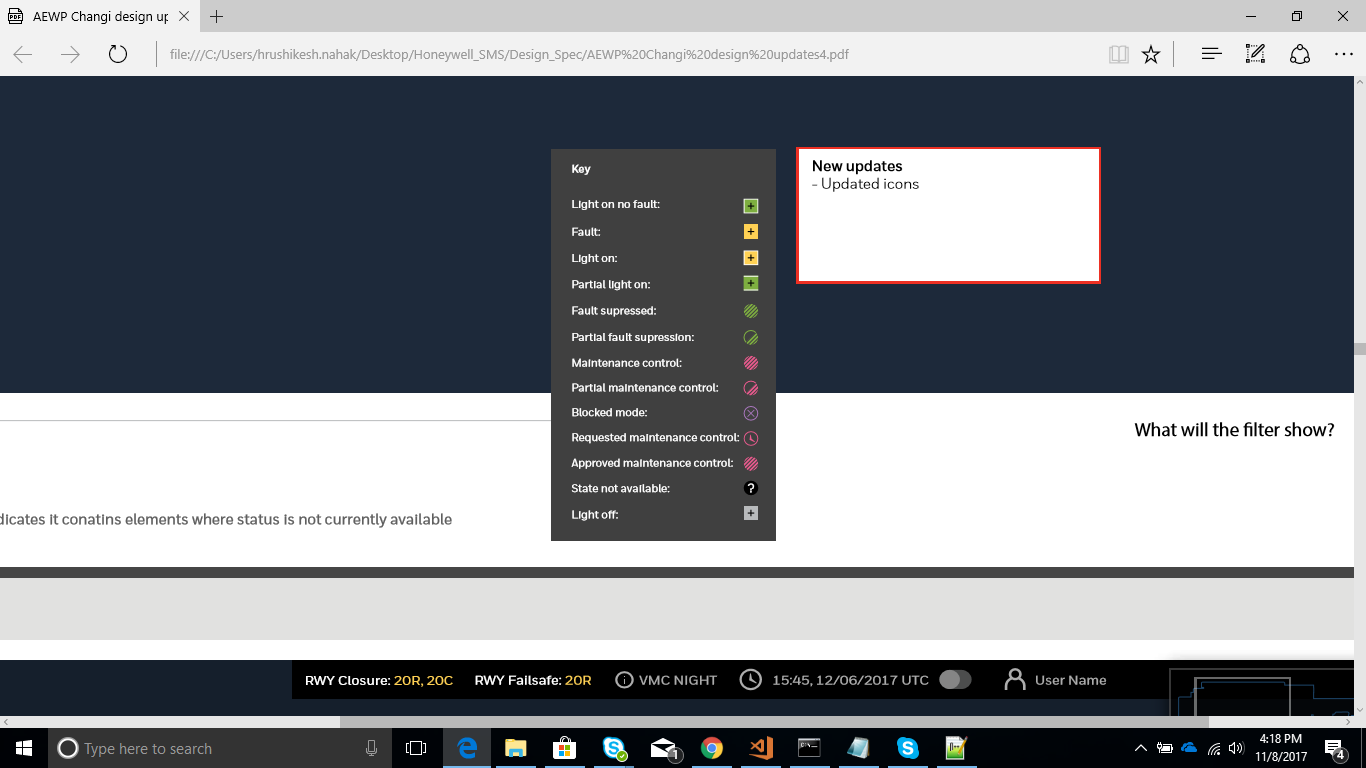 AEWP Changi design up
file:///C:/Users/hrushikesh.nahak/Desktop/Honeywell_SMS/Design_Spec/AEWP%20Changi%20design%20updates4.pdf
Key
Light on no fault:
Fault:
Light on:
Partial light on:
Fault supressed:
Partial fault supression:
Maintenance control:
Partial maintenance control:
Blocked mode:
Requested maintenance control:
Approved maintenance control:
State not available:
Light off:
New updates
- Updated icons
What will the filter show?
dicates it conatins elements where status is not currently available
RWY Closure: 20R, 20C RWY Failsafe: 20R VMC NIGHT 15:45, 12/06/2017 UTC User Name
Type here to search
4:18 PM
11/8/2017